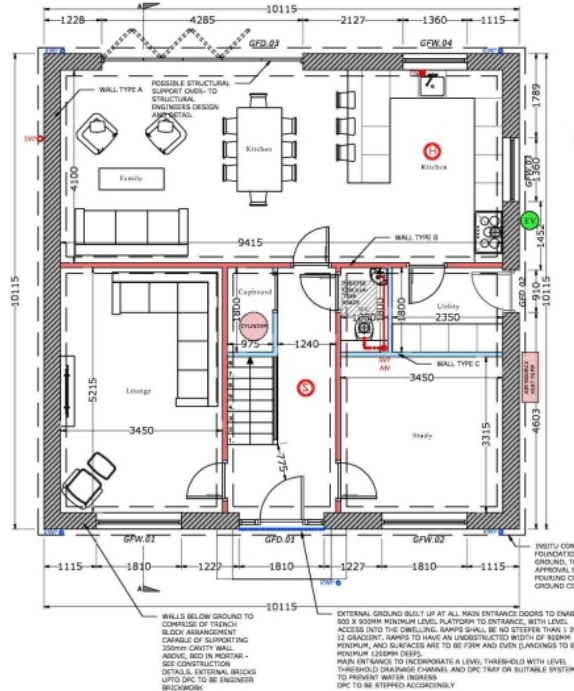 10115
1228
4285
2127
1360
1115
GFD.03
GFW.04
WALL TYPE A
POSSIBLE STRUCTURAL
SUPPORT OVER- TO
STRUCTURAL
ENGINEERS DESIGN
AND DETAIL
1789
SVP
Kitchen
H
Kitchen
Family
4100
GFW.03
1360
EV
1452
9415
WALL TYPE B
10115
10115
Cupboard
1800
CYLINDER
975
1240
1050
1800
1800
Utility
2350
GFD.02
910
SVP
AAV
WALL TYPE C
3450
S
Lounge
5215
3450
775
Study
3315
4603
GFW.01
GFD.01
GFW.02
1115
1810
1227
1810
1227
1810
1115
A
10115
WALLS BELOW GROUND TO
COMPRISE OF TRENCH
BLOCK ARRANGEMENT
CAPABLE OF SUPPORTING
350mm CAVITY WALL
ABOVE, BED IN MORTAR -
SEE CONSTRUCTION
DETAILS. EXTERNAL BRICKS
UPTO DPC TO BE ENGINEER
BRICKWORK
EXTERNAL GROUND BUILT UP AT ALL MAIN ENTRANCE DOORS TO ENAB
900 X 900MM MINIMUM LEVEL PLATFORM TO ENTRANCE, WITH LEVEL
ACCESS INTO THE DWELLING. RAMPS SHALL BE NO STEEPER THAN 1 IN
12 GRADIENT. RAMPS TO HAVE AN UNOBSTRUCTED WIDTH OF 900MM
MINIMUM, AND SURFACES ARE TO BE FIRM AND EVEN (LANDINGS TO B
MINIMUM 1200MM DEEP).
MAIN ENTRANCE TO INCORPORATE A LEVEL THRESHOLD WITH LEVEL
THRESHOLD DRAINAGE CHANNEL AND DPC TRAY OR SUITABLE SYSTEM
TO PREVENT WATER INGRESS
DPC TO BE STEPPED ACCORDINGLY
INSITU CON
FOUNDATIO
GROUND, T
APPROVAL
POURING C
GROUND CO